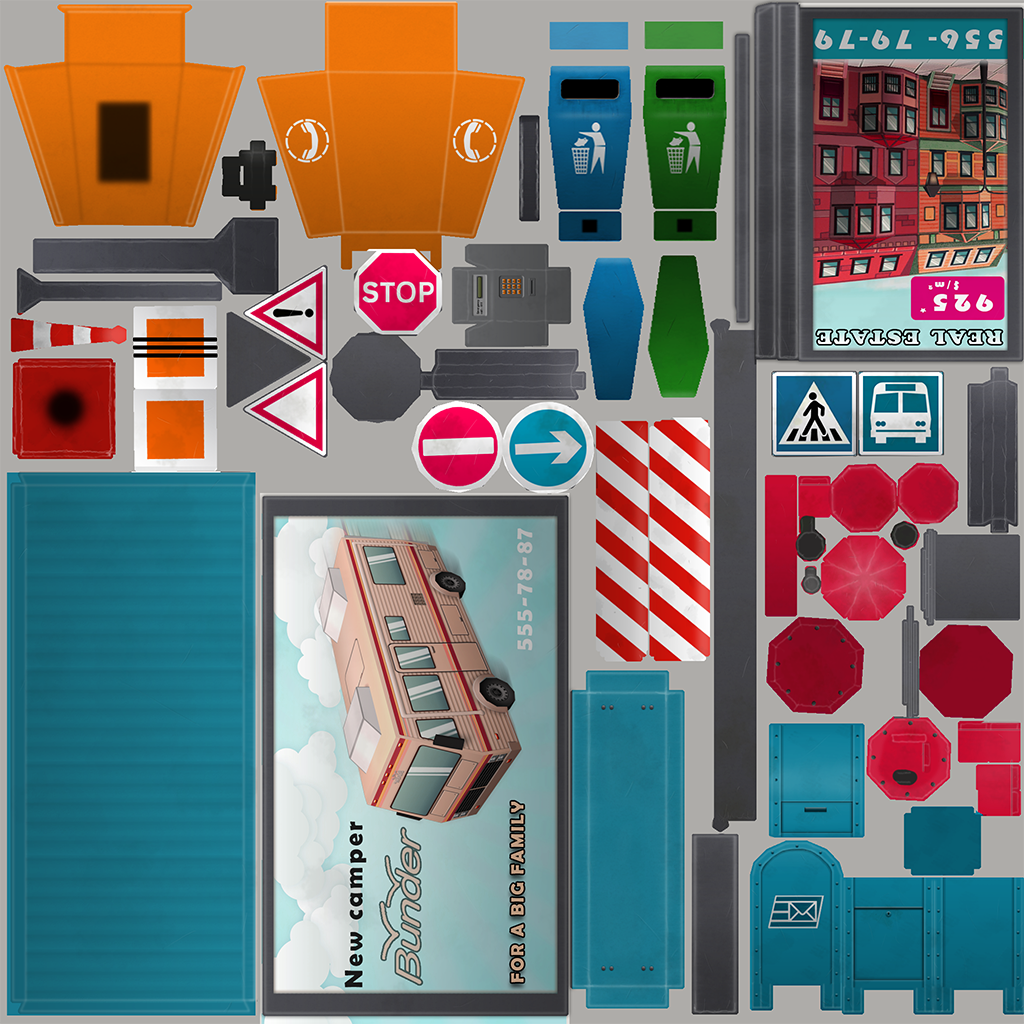 STOP
REAL ESTATE
925 *
$/m²
556-79-79
555-78-87
New camper
Bunder
FOR A BIG FAMILY